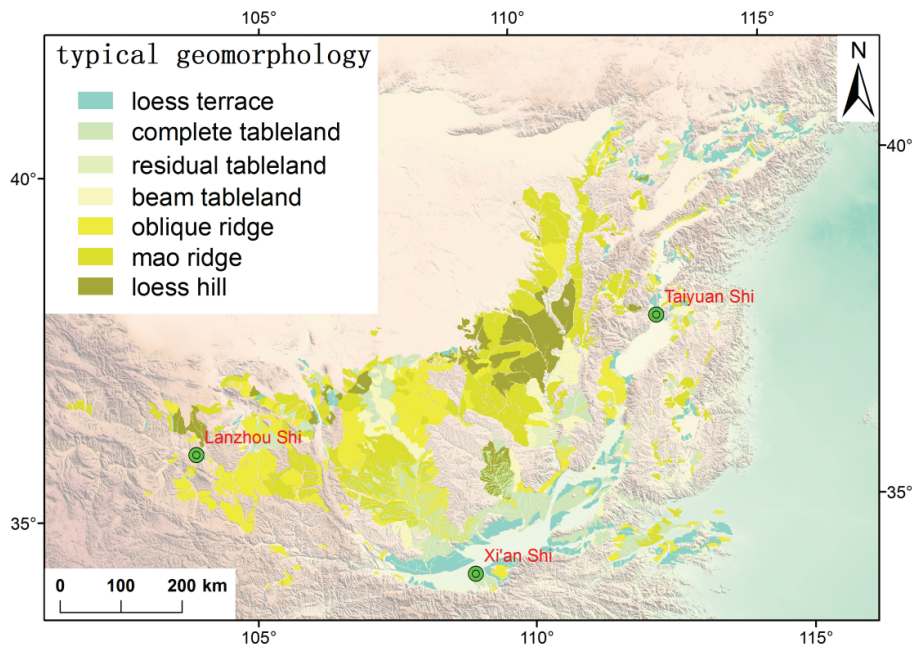 105° 110° 115°
typical geomorphology
N
loess terrace
complete tableland
40°
residual tableland
40°
beam tableland
oblique ridge
mao ridge
loess hill
Taiyuan Shi
Lanzhou Shi
35°
35°
Xi'an Shi
0 100 200 km
105° 110° 115°